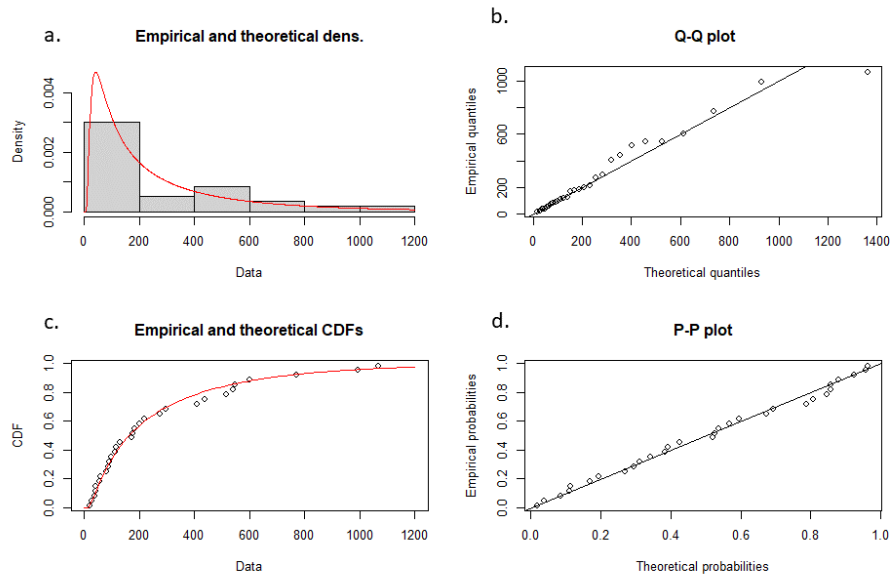 a.
Empirical and theoretical dens.
Density
0.000
0.002
0.004
0 200 400 600 800 1000 1200
Data
b.
Q-Q plot
Empirical quantiles
0 200 600 1000
0 200 400 600 800 1000 1200 1400
Theoretical quantiles
c.
Empirical and theoretical CDFs
CDF
0.0 0.2 0.4 0.6 0.8 1.0
0 200 400 600 800 1000 1200
Data
d.
P-P plot
Empirical probabilities
0.0 0.2 0.4 0.6 0.8 1.0
0.0 0.2 0.4 0.6 0.8 1.0
Theoretical probabilities